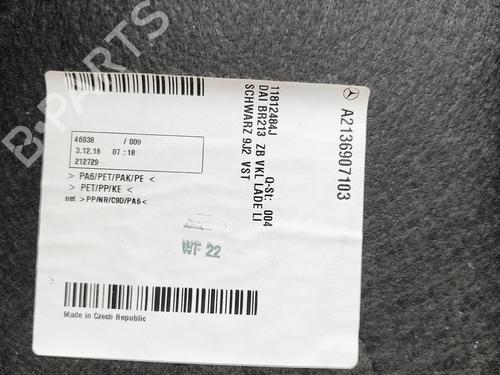 A2136907103
Q-St: 004
11812484J
DAI BR213 ZB VKL LADE LI
SCHWARZ 9J2 VST
46938 / 000
3.12.18 07:18
212729
> PA6/PET/PAK/PE <
> PET/PP/KE <
net >PP/NR/C9D/PA6<
WF 22
Made in Czech Republic
B-PARTS